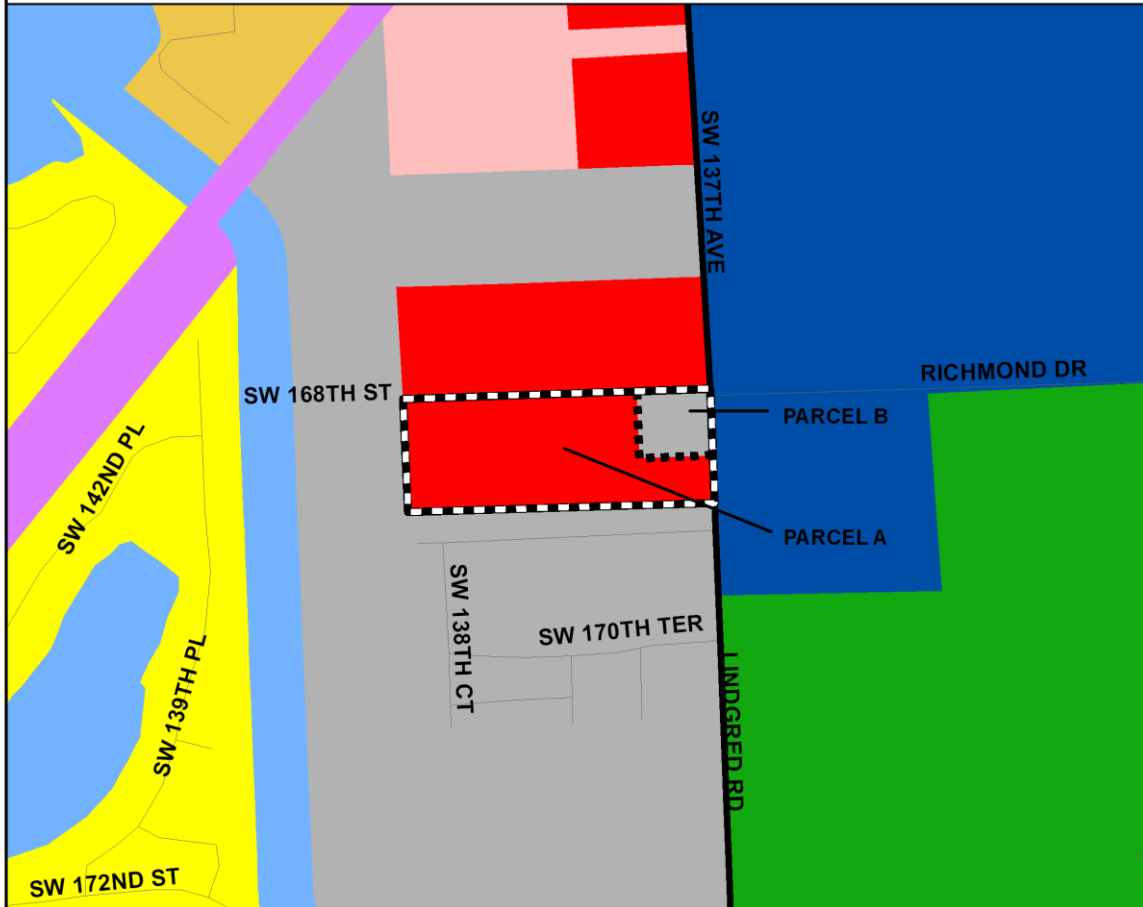 SW 137TH AVE
RICHMOND DR
SW 168TH ST
PARCEL B
SW 142ND PL
PARCEL A
SW 138TH CT
SW 170TH TER
SW 139TH PL
LINDGRED RD
SW 172ND ST